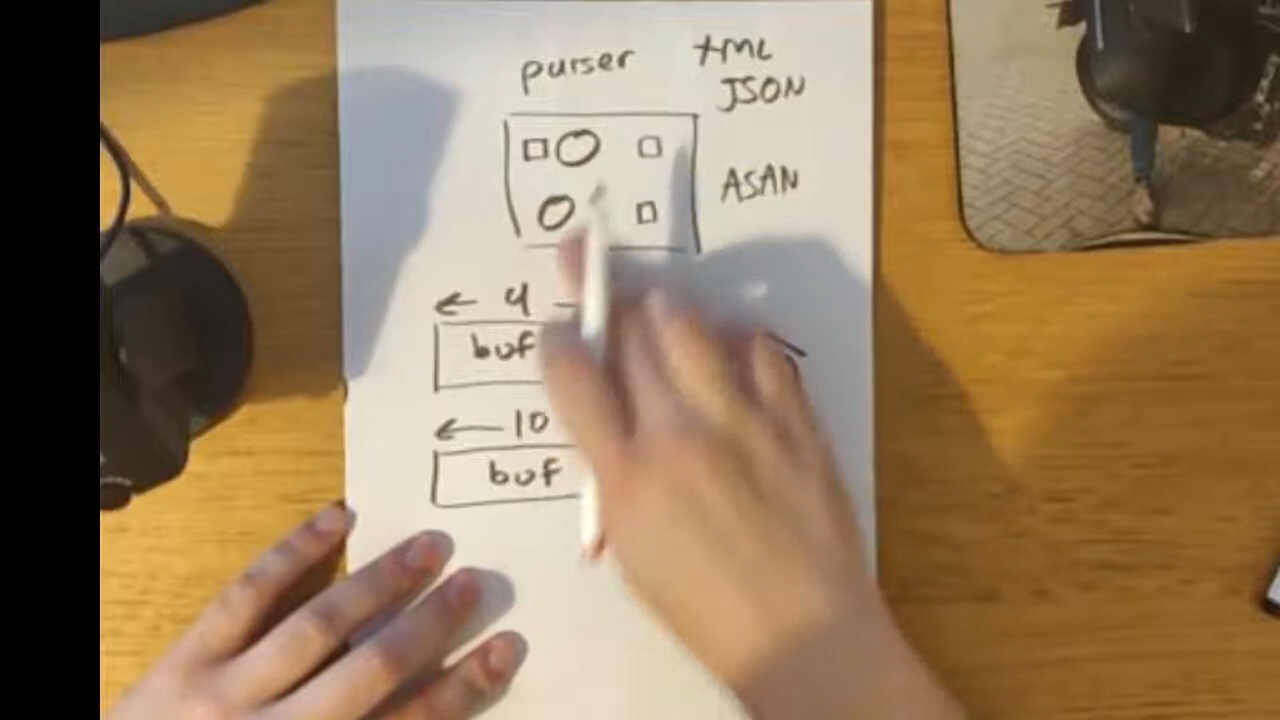 parser XML
JSON
ASAN
← 4
buf
← 10
buf